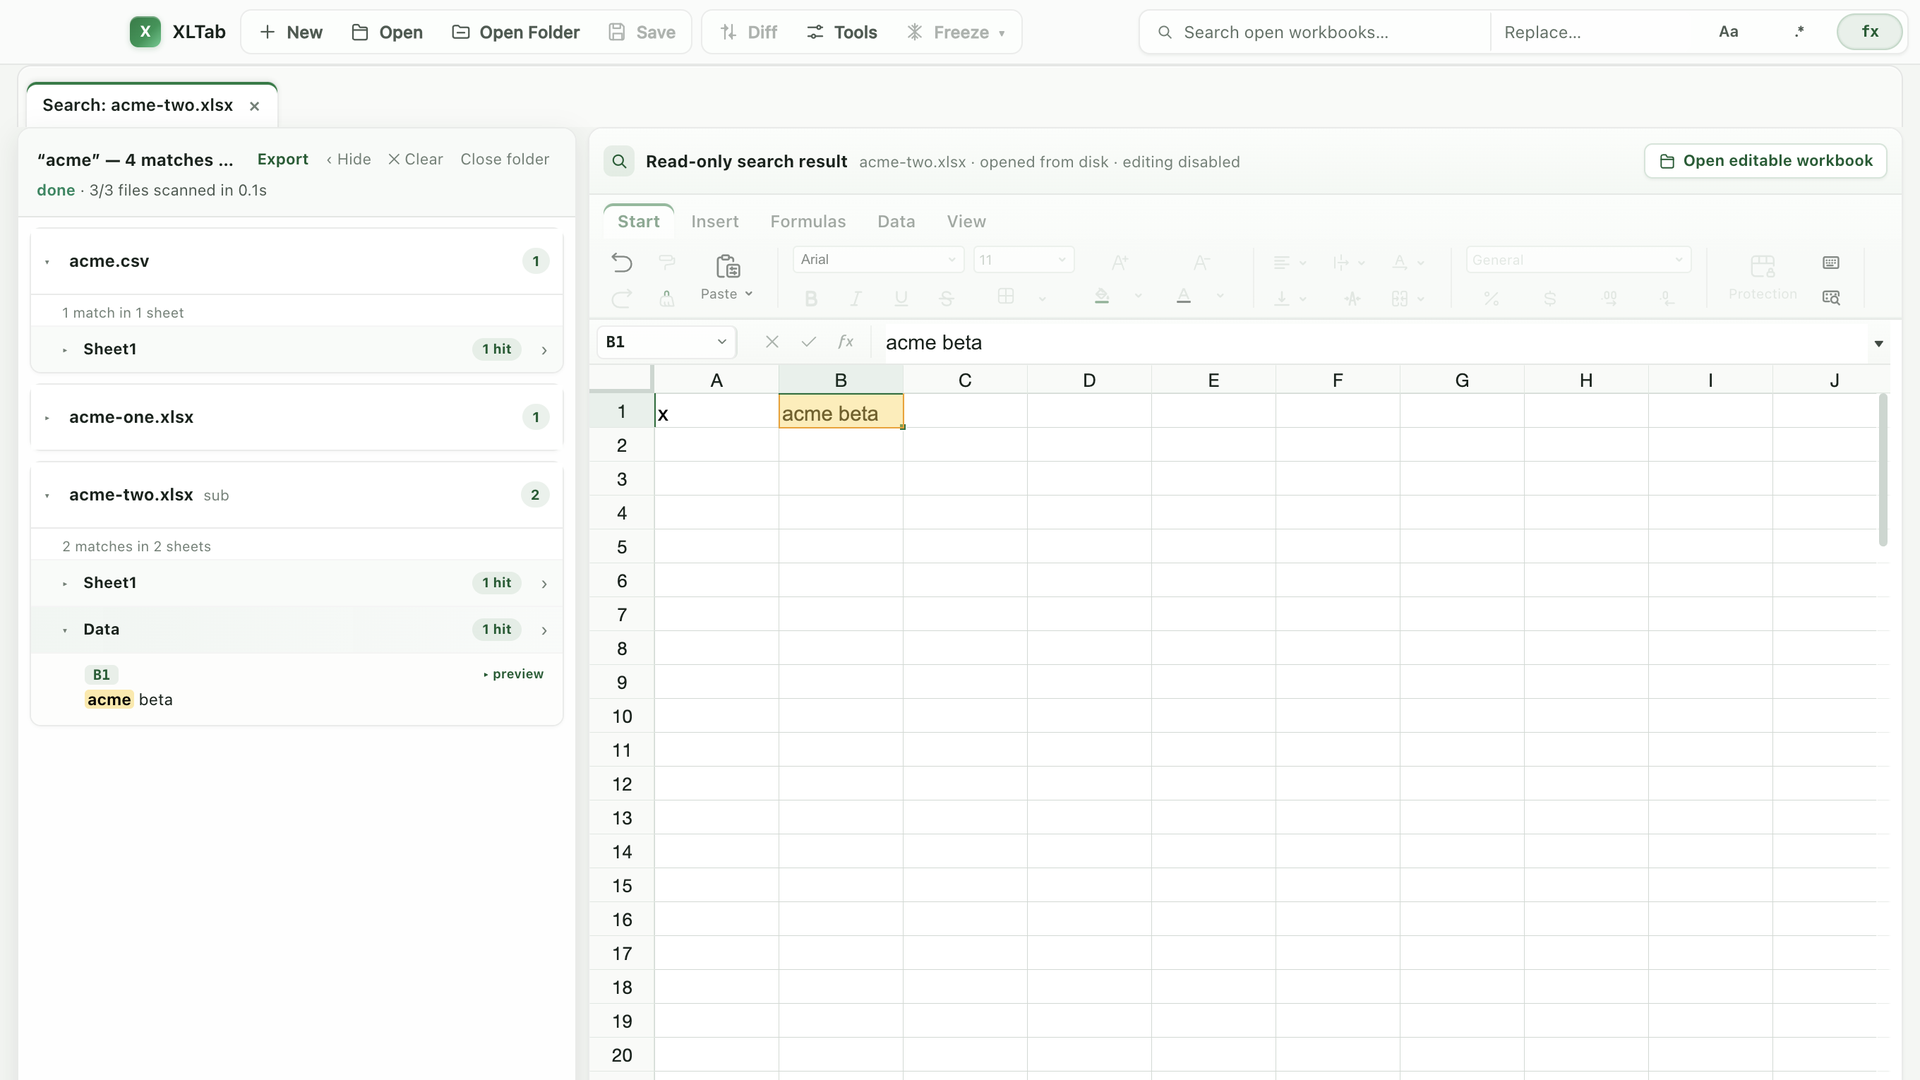 X XLTab
New
Open
Open Folder
Save
Diff
Tools
Freeze
Search open workbooks...
Replace...
Aa
.*
fx
Search: acme-two.xlsx ×
“acme” — 4 matches ...
Export
‹ Hide
Clear
Close folder
done · 3/3 files scanned in 0.1s
acme.csv 1
1 match in 1 sheet
Sheet1 1 hit ›
acme-one.xlsx 1
acme-two.xlsx sub 2
2 matches in 2 sheets
Sheet1 1 hit ›
Data 1 hit ›
B1 preview
acme beta
Read-only search result acme-two.xlsx · opened from disk · editing disabled
Open editable workbook
Start Insert Formulas Data View
Paste
Arial
11
A A
B I U S
A
General
% $ .00 .0
Protection
B1
fx
acme beta
A B C D E F G H I J
1 x acme beta
2
3
4
5
6
7
8
9
10
11
12
13
14
15
16
17
18
19
20